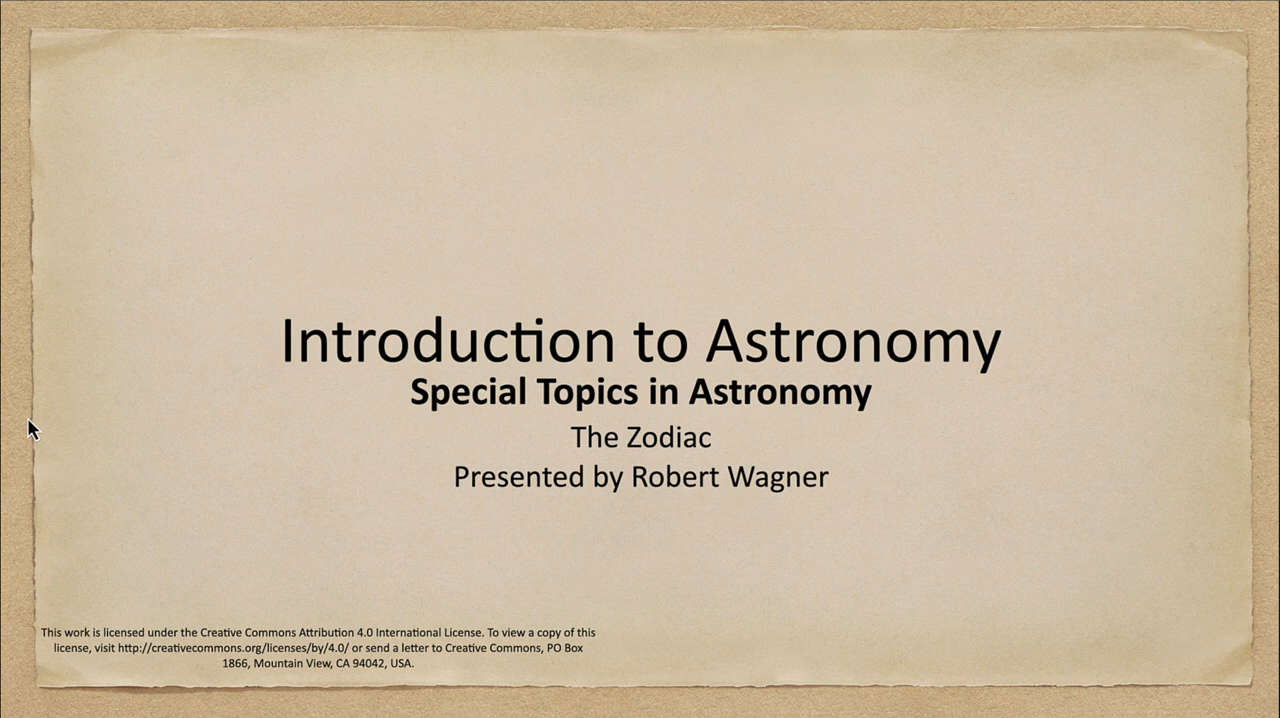 Introduction to Astronomy
Special Topics in Astronomy
The Zodiac
Presented by Robert Wagner
This work is licensed under the Creative Commons Attribution 4.0 International License. To view a copy of this
license, visit http://creativecommons.org/licenses/by/4.0/ or send a letter to Creative Commons, PO Box
1866, Mountain View, CA 94042, USA.